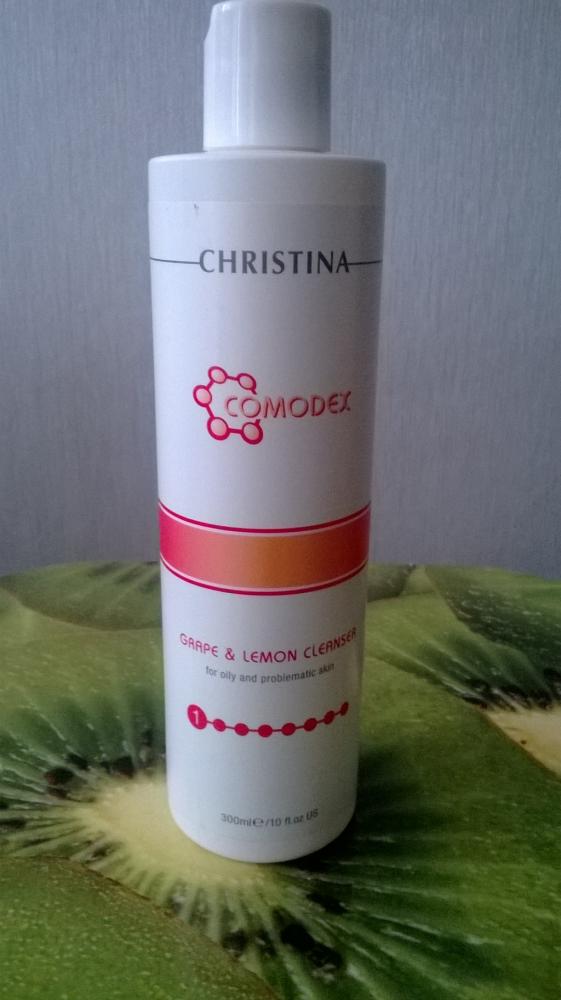 CHRISTINA
COMODEX
GRAPE & LEMON CLEANSER
for oily and problematic skin
1
300ml℮/10 fl.oz US